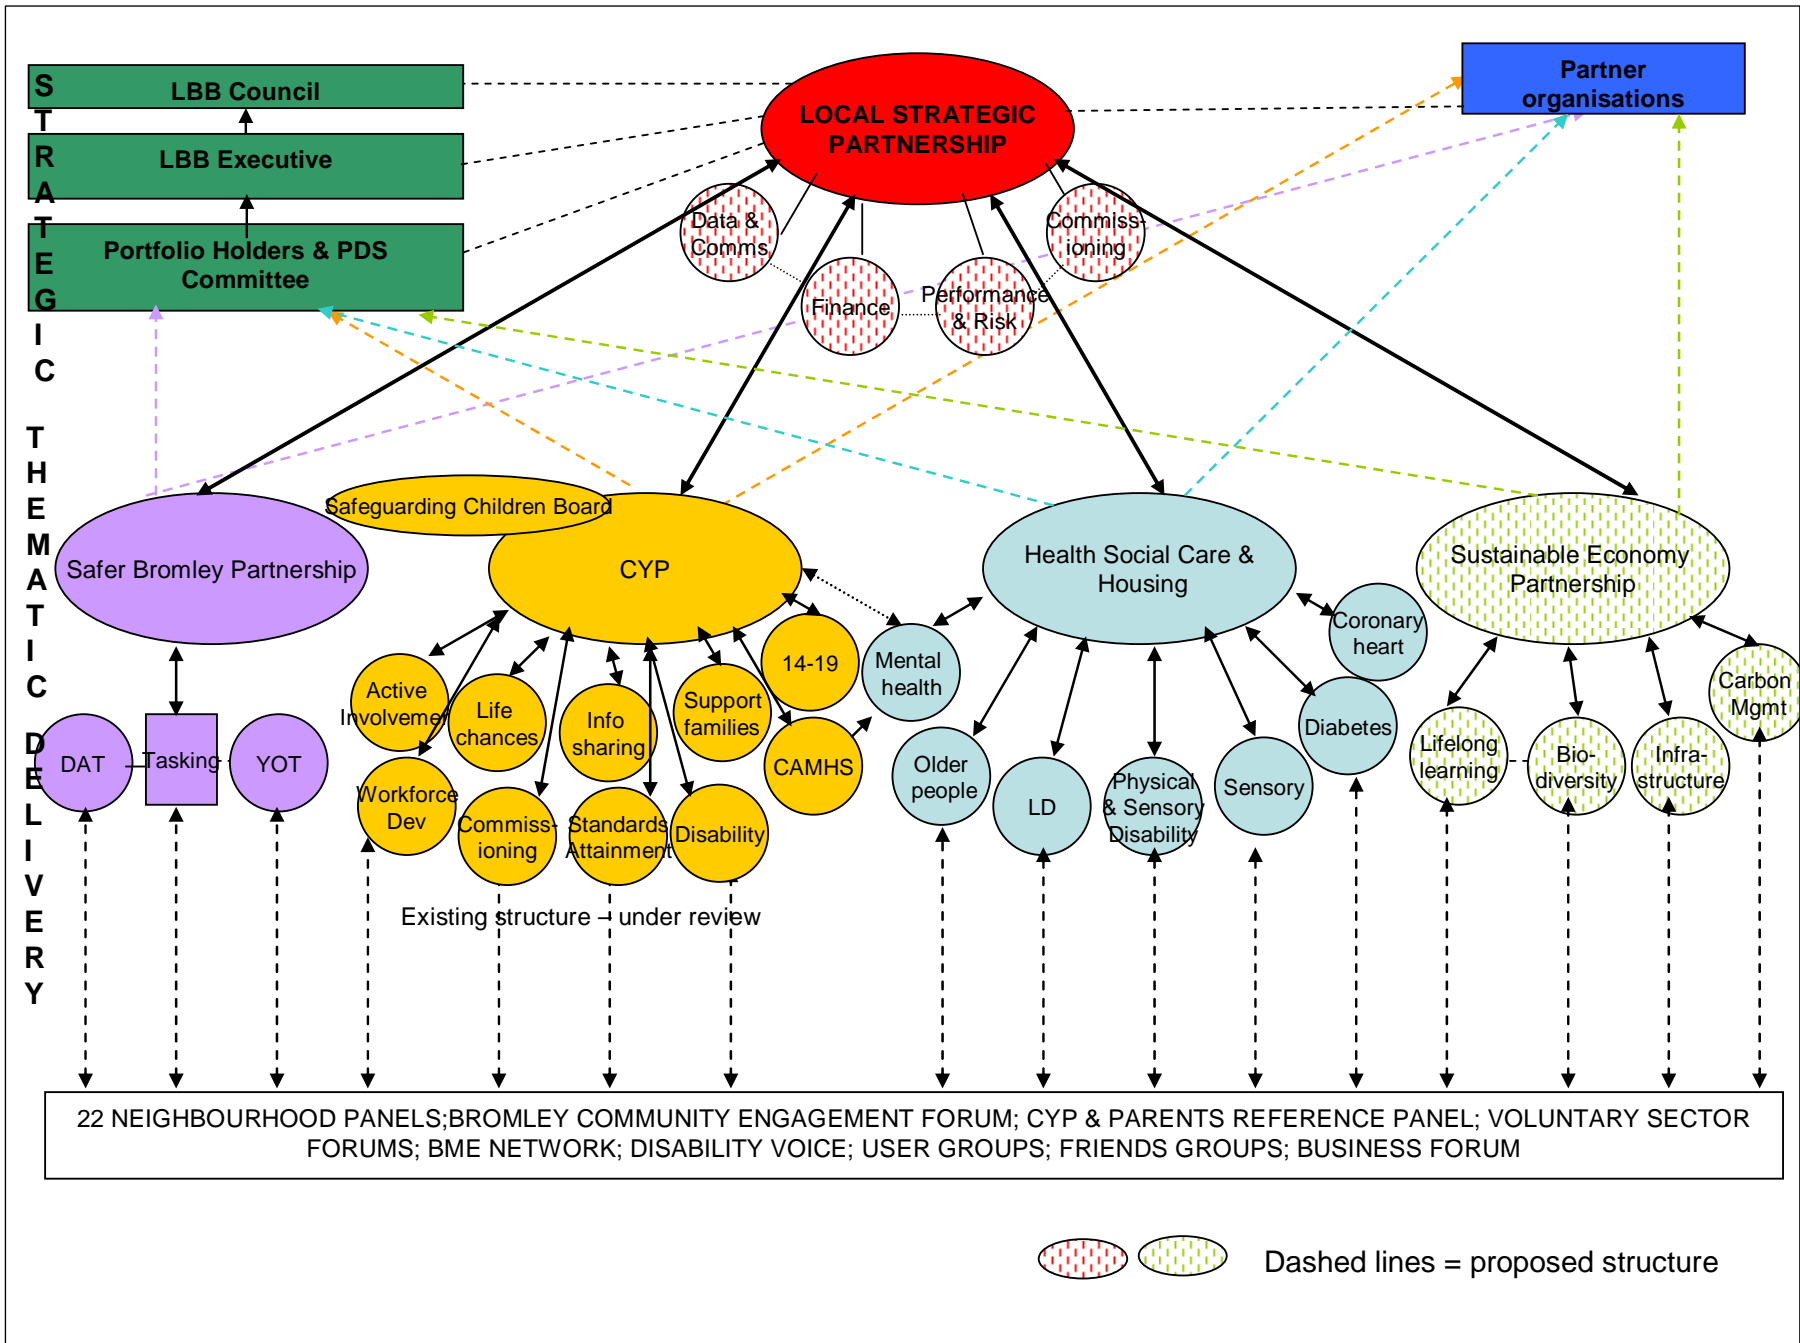 STRATEGIC
THEMATIC
DELIVERY
LBB Council
LBB Executive
Portfolio Holders & PDS
Committee
LOCAL STRATEGIC
PARTNERSHIP
Partner
organisations
Data &
Comms
Finance
Performance
& Risk
Commiss-
ioning
Safeguarding Children Board
Safer Bromley Partnership
CYP
Health Social Care &
Housing
Sustainable Economy
Partnership
DAT
Tasking
YOT
Active
Involvemen
Workforce
Dev
Life
chances
Commiss-
ioning
Info
sharing
Standards
Attainment
Support
families
Disability
14-19
CAMHS
Mental
health
Older
people
LD
Physical
& Sensory
Disability
Sensory
Diabetes
Coronary
heart
Lifelong
learning
Bio-
diversity
Infra-
structure
Carbon
Mgmt
Existing structure – under review
22 NEIGHBOURHOOD PANELS;BROMLEY COMMUNITY ENGAGEMENT FORUM; CYP & PARENTS REFERENCE PANEL; VOLUNTARY SECTOR
FORUMS; BME NETWORK; DISABILITY VOICE; USER GROUPS; FRIENDS GROUPS; BUSINESS FORUM
Dashed lines = proposed structure